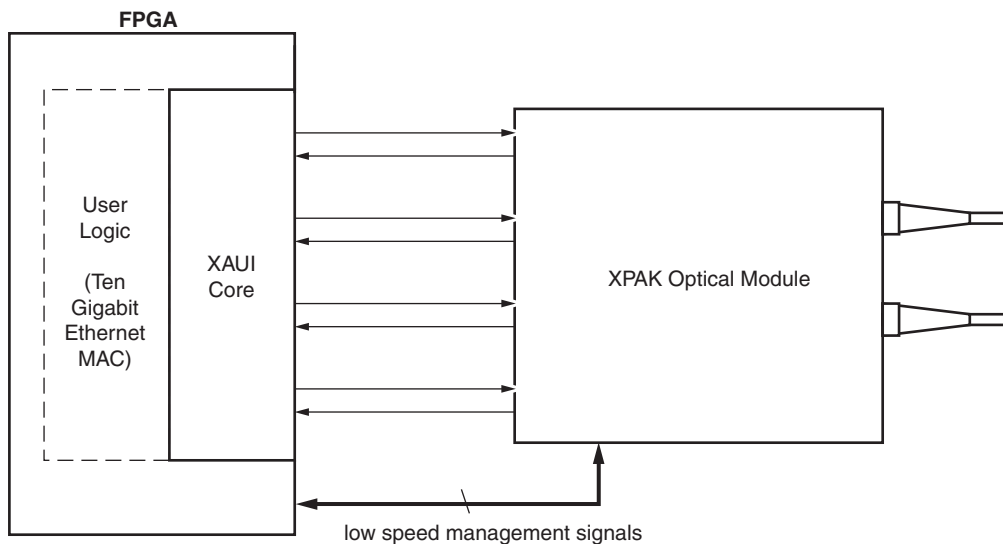 FPGA
User
Logic
(Ten
Gigabit
Ethernet
MAC)
XAUI
Core
XPAK Optical Module
low speed management signals